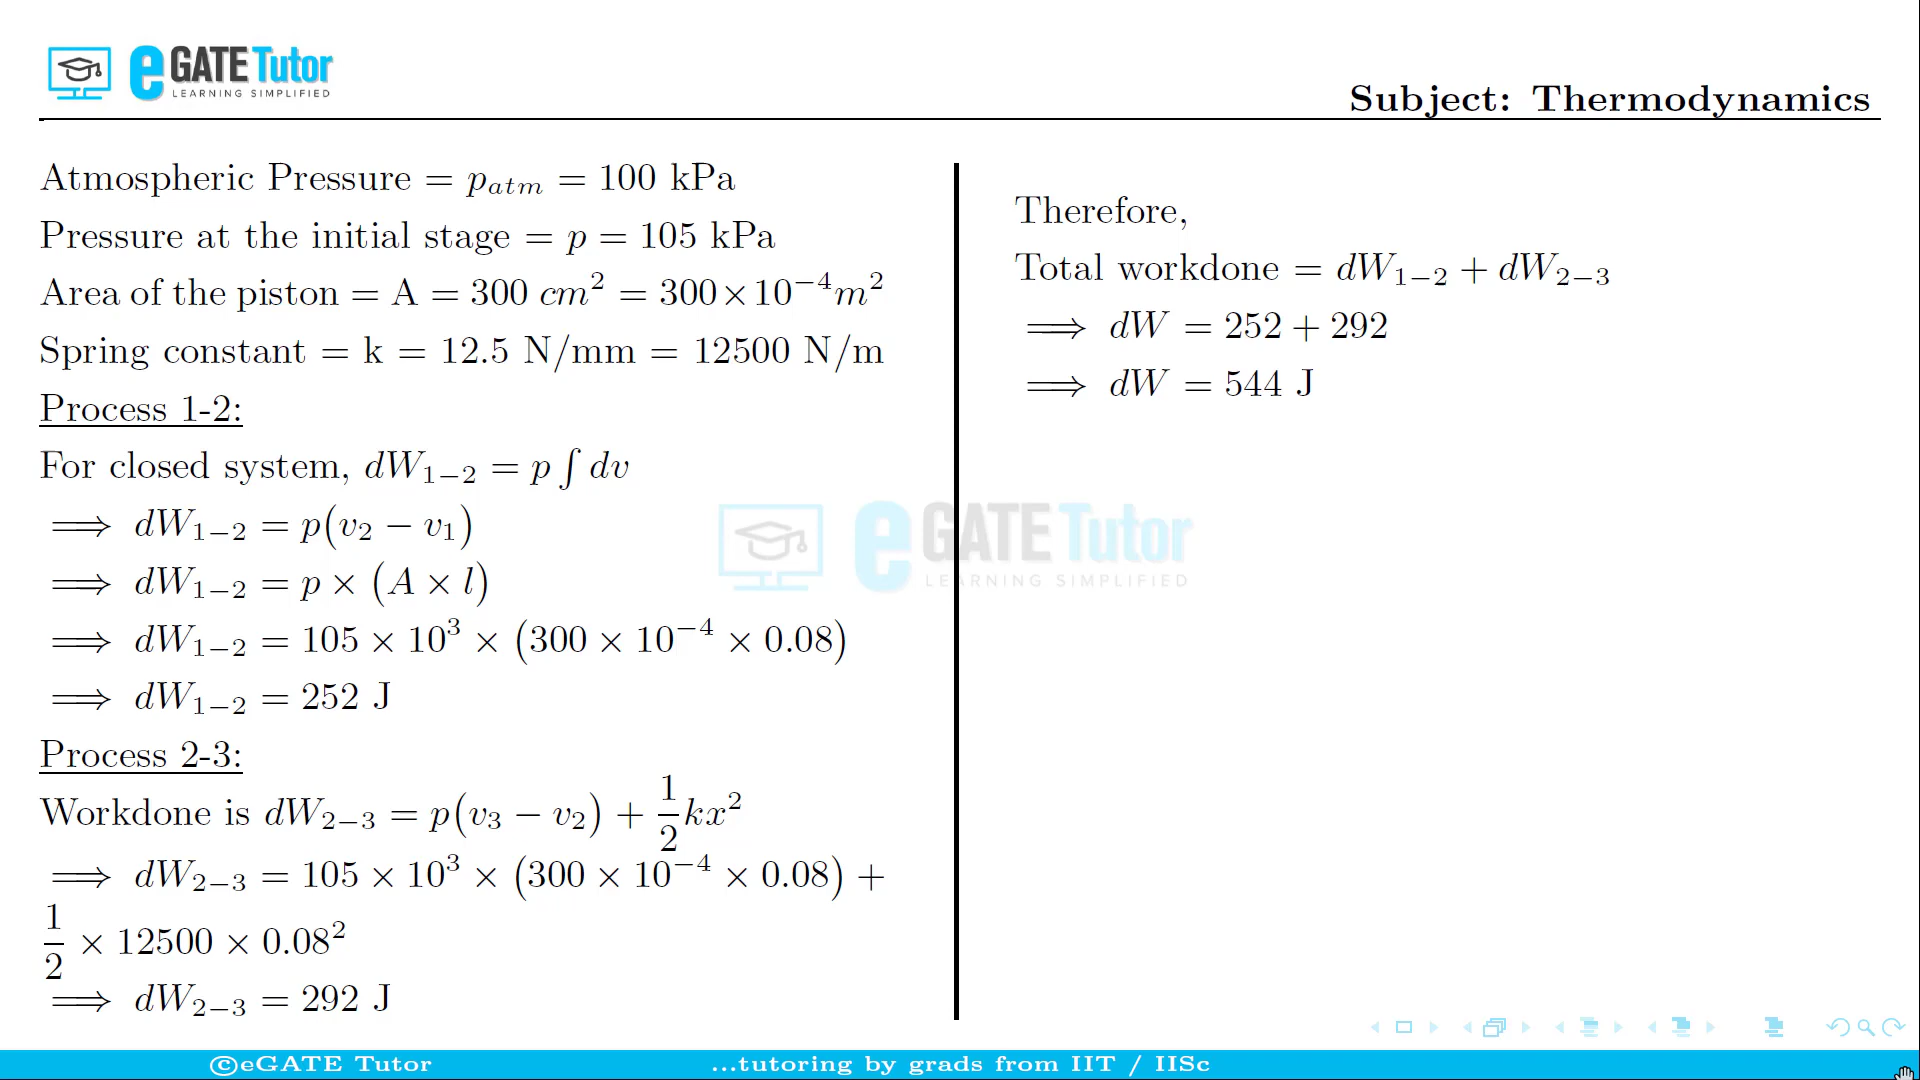 eGATE Tutor
LEARNING SIMPLIFIED
Subject: Thermodynamics
Atmospheric Pressure = p_atm = 100 kPa
Pressure at the initial stage = p = 105 kPa
Area of the piston = A = 300 cm² = 300×10⁻⁴m²
Spring constant = k = 12.5 N/mm = 12500 N/m
Process 1-2:
For closed system, dW₁₋₂ = p ∫ dv
⟹ dW₁₋₂ = p(v₂ − v₁)
⟹ dW₁₋₂ = p × (A × l)
⟹ dW₁₋₂ = 105 × 10³ × (300 × 10⁻⁴ × 0.08)
⟹ dW₁₋₂ = 252 J
Process 2-3:
Workdone is dW₂₋₃ = p(v₃ − v₂) + 1/2 kx²
⟹ dW₂₋₃ = 105 × 10³ × (300 × 10⁻⁴ × 0.08) +
1/2 × 12500 × 0.08²
⟹ dW₂₋₃ = 292 J
Therefore,
Total workdone = dW₁₋₂ + dW₂₋₃
⟹ dW = 252 + 292
⟹ dW = 544 J
eGATE Tutor
LEARNING SIMPLIFIED
©eGATE Tutor
...tutoring by grads from IIT / IISc